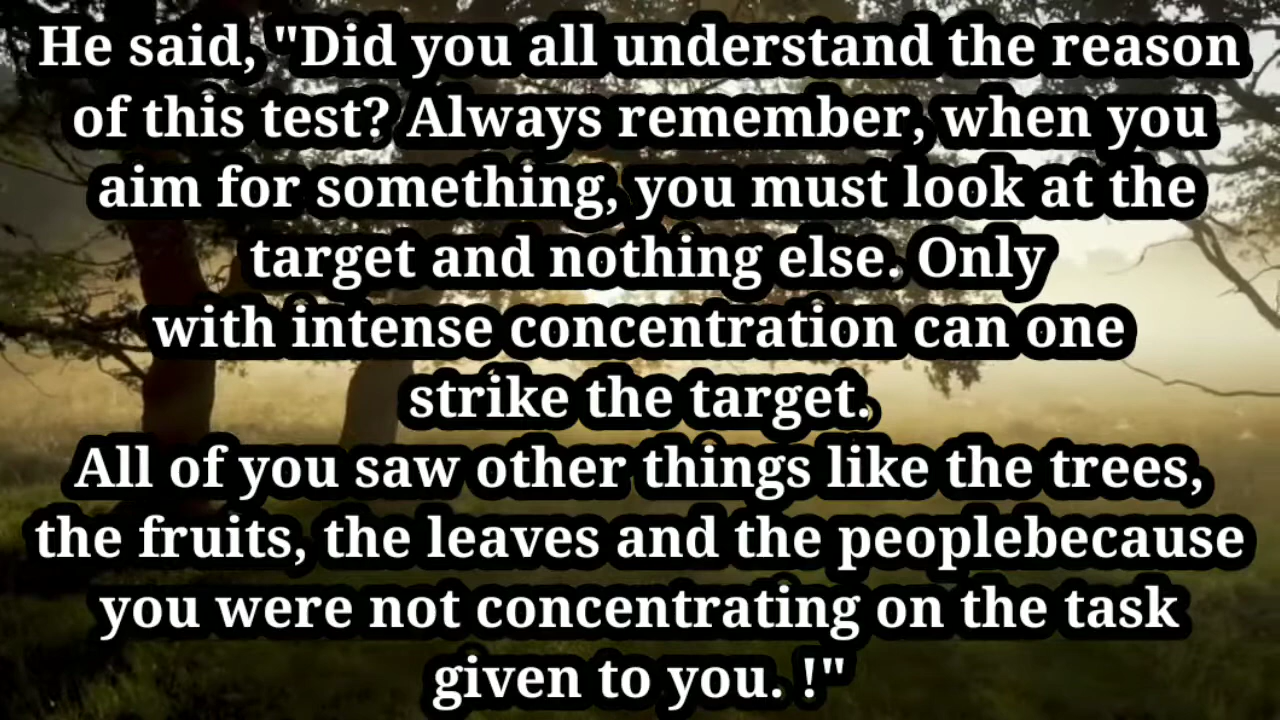 He said, "Did you all understand the reason
of this test? Always remember, when you
aim for something, you must look at the
target and nothing else. Only
with intense concentration can one
strike the target.
All of you saw other things like the trees,
the fruits, the leaves and the peoplebecause
you were not concentrating on the task
given to you. !"